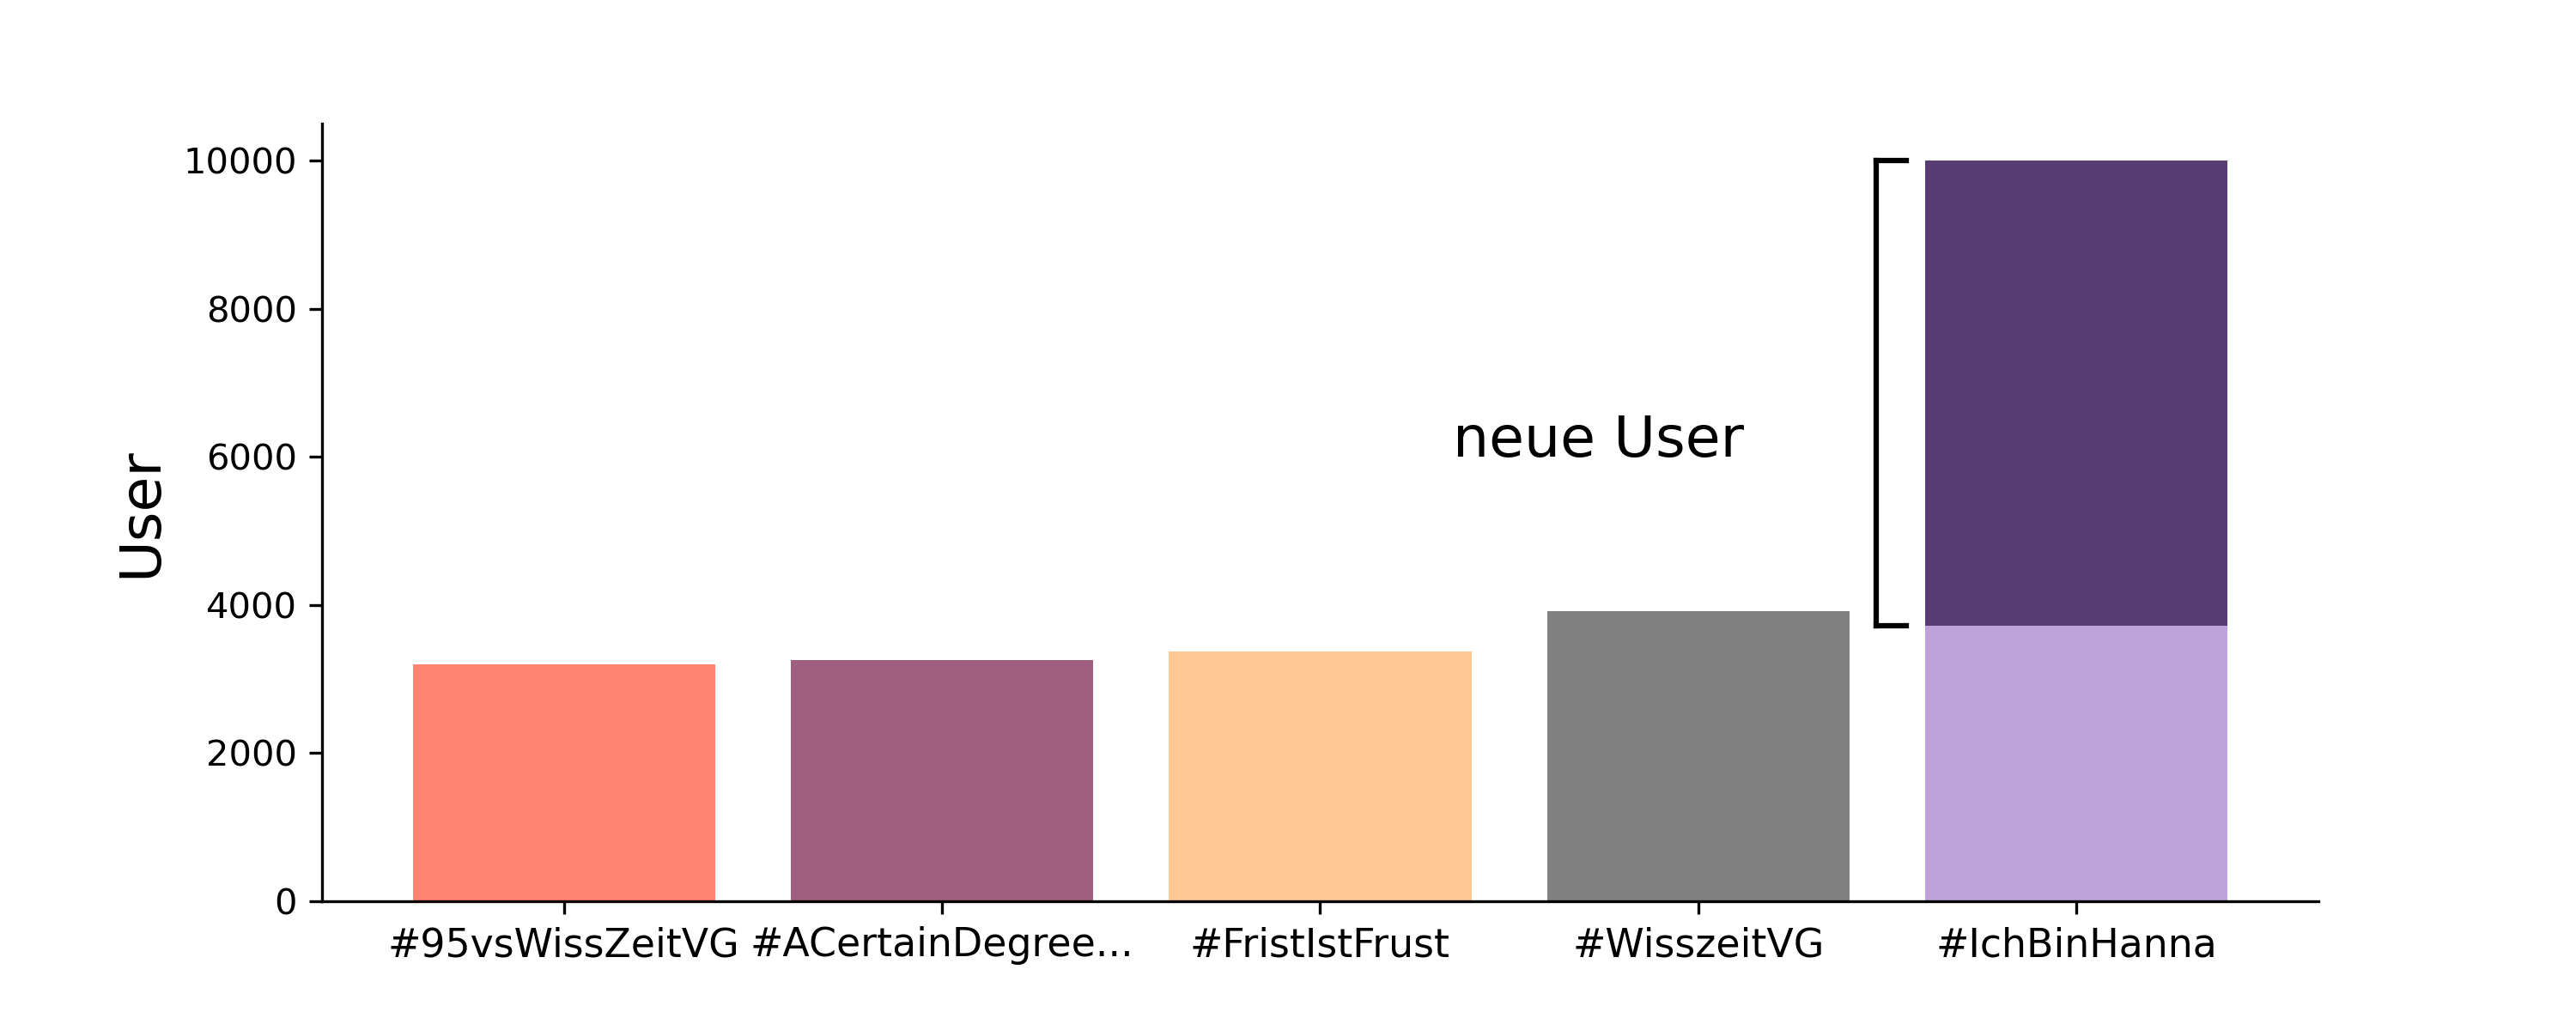 10000
8000
6000
4000
2000
0
User
neue User
#95vsWissZeitVG
#ACertainDegree...
#FristIstFrust
#WisszeitVG
#IchBinHanna